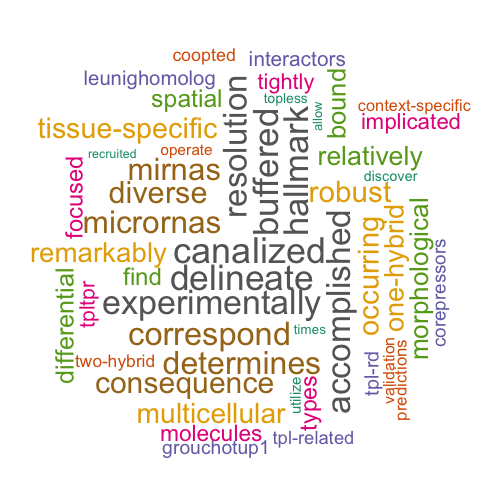 coopted
interactors
leunighomolog
tightly
spatial
topless
bound
resolution
buffered
hallmark
allow
context-specific
implicated
tissue-specific
operate
recruited
relatively
focused
mirnas
discover
diverse
robust
micrornas
remarkably
canalized
accomplished
occurring
one-hybrid
morphological
corepressors
differential
find
delineate
tpltpr
experimentally
correspond
times
two-hybrid
determines
tpl-rd
validation
predictions
consequence
utilize
types
multicellular
molecules
tpl-related
grouchotup1